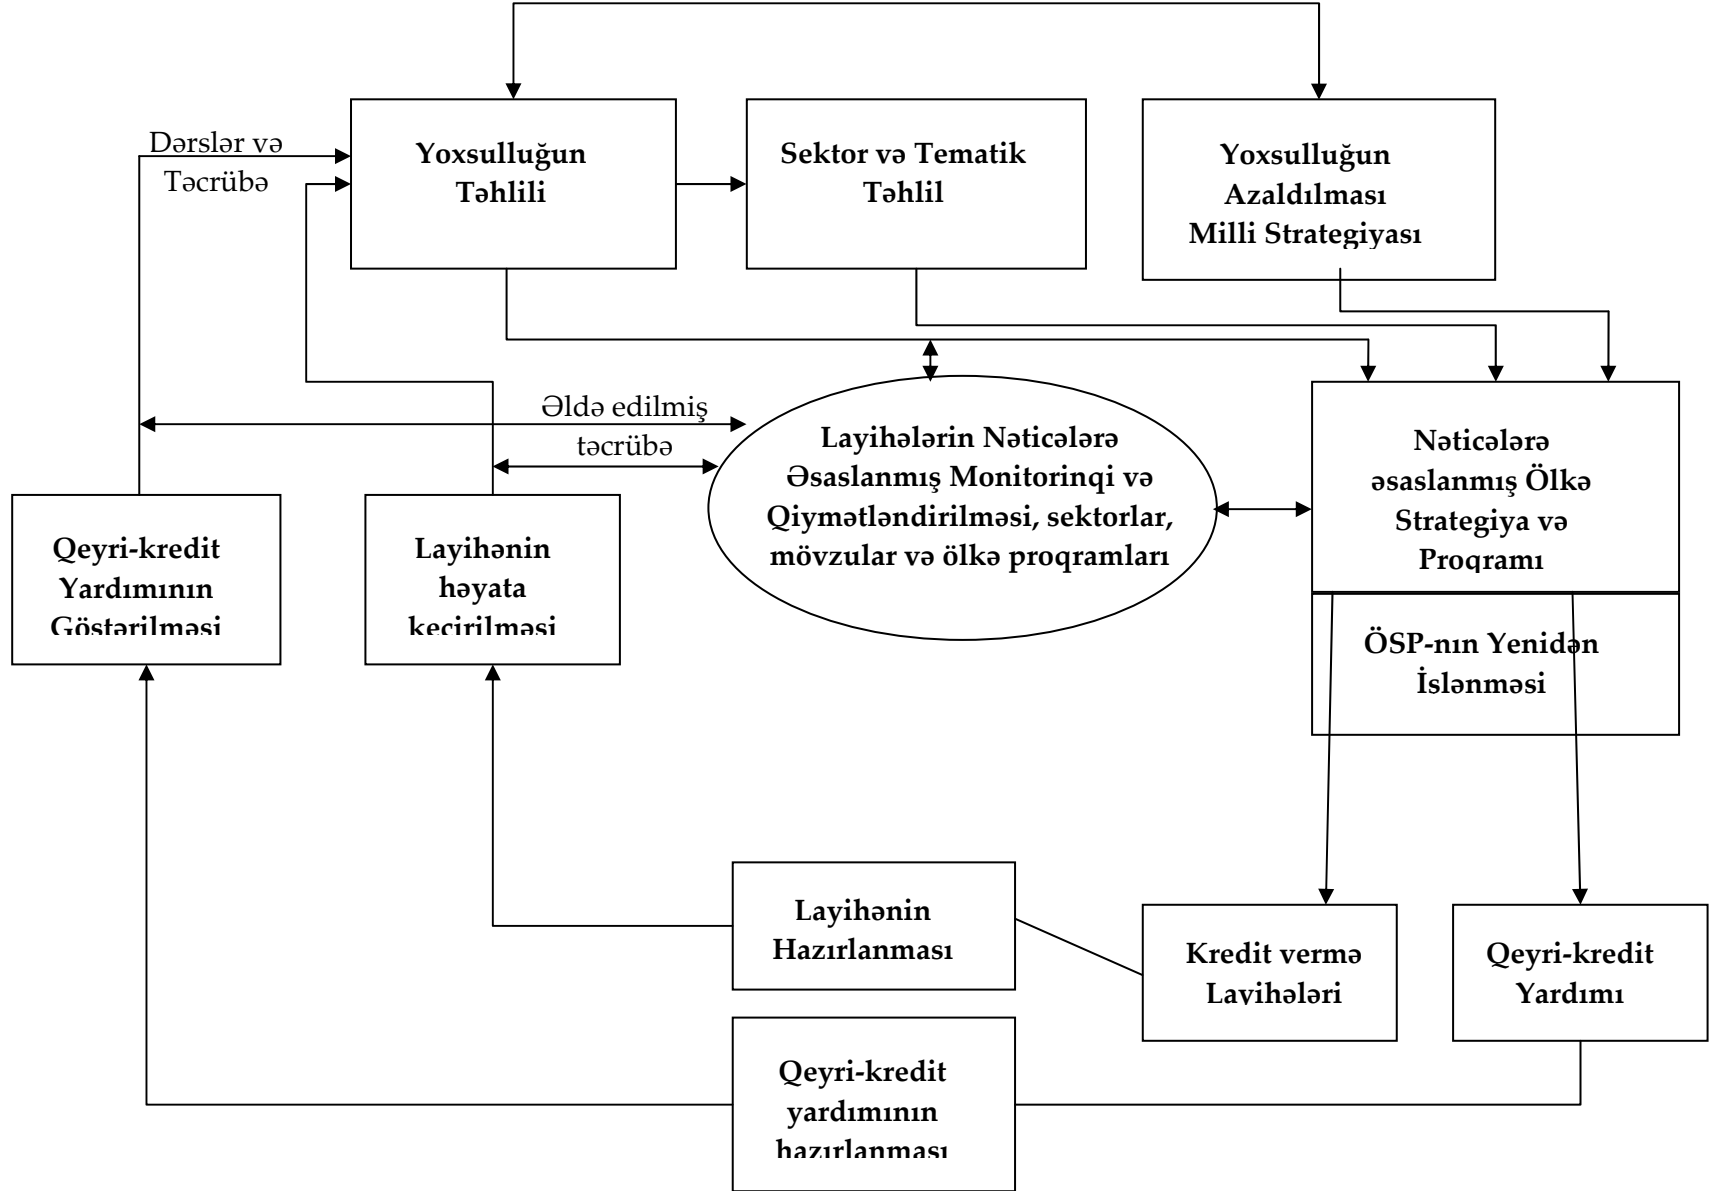 Dərslər və
Təcrübə
Yoxsulluğun
Təhlili
Sektor və Tematik
Təhlil
Yoxsulluğun
Azaldılması
Milli Strategiyası
Əldə edilmiş
təcrübə
Layihələrin Nəticələrə
Əsaslanmış Monitorinqi və
Qiymətləndirilməsi, sektorlar,
mövzular və ölkə proqramları
Nəticələrə
əsaslanmış Ölkə
Strategiya və
Proqramı
ÖSP-nın Yenidən
İslənməsi
Qeyri-kredit
Yardımının
Göstərilməsi
Layihənin
həyata
kecirilməsi
Layihənin
Hazırlanması
Kredit vermə
Layihələri
Qeyri-kredit
Yardımı
Qeyri-kredit
yardımının
hazırlanması